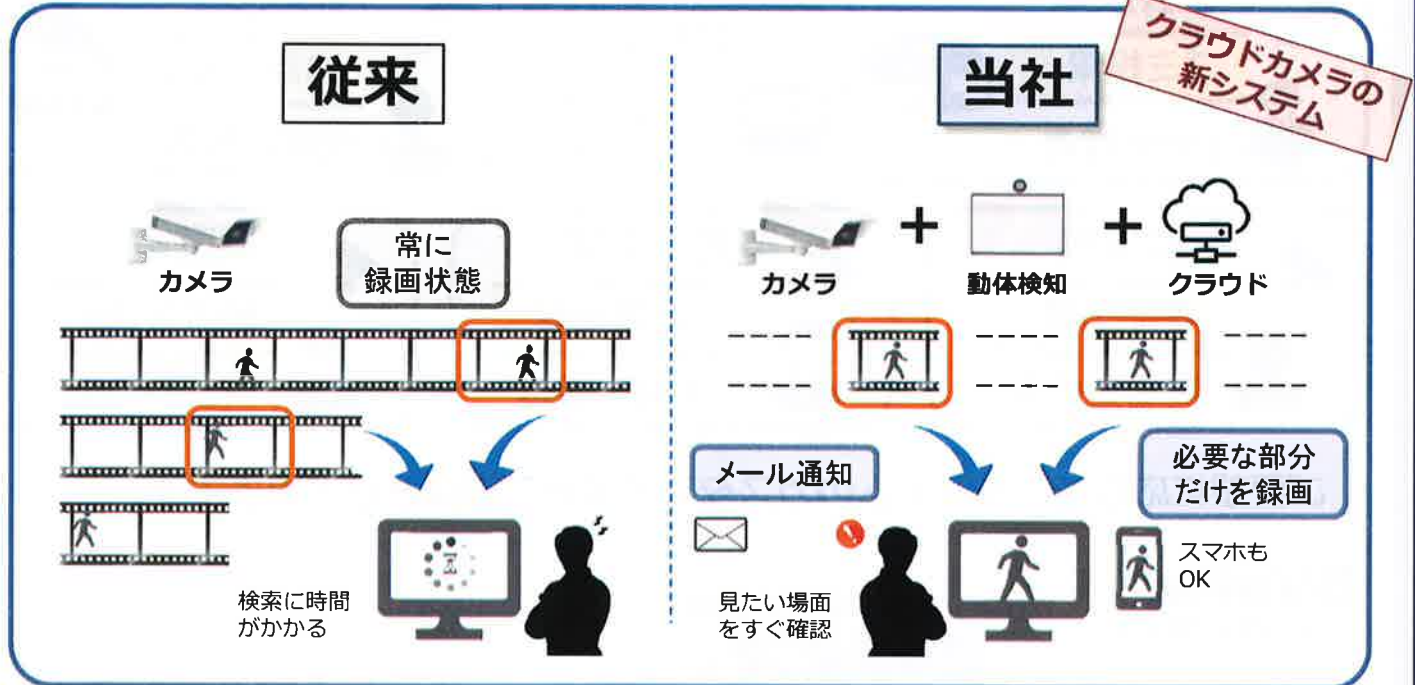 従来
当社
クラウドカメラの
新システム
カメラ
常に
録画状態
カメラ
+
動体検知
+
クラウド
メール通知
必要な部分
だけを録画
検索に時間
がかかる
見たい場面
をすぐ確認
スマホも
OK